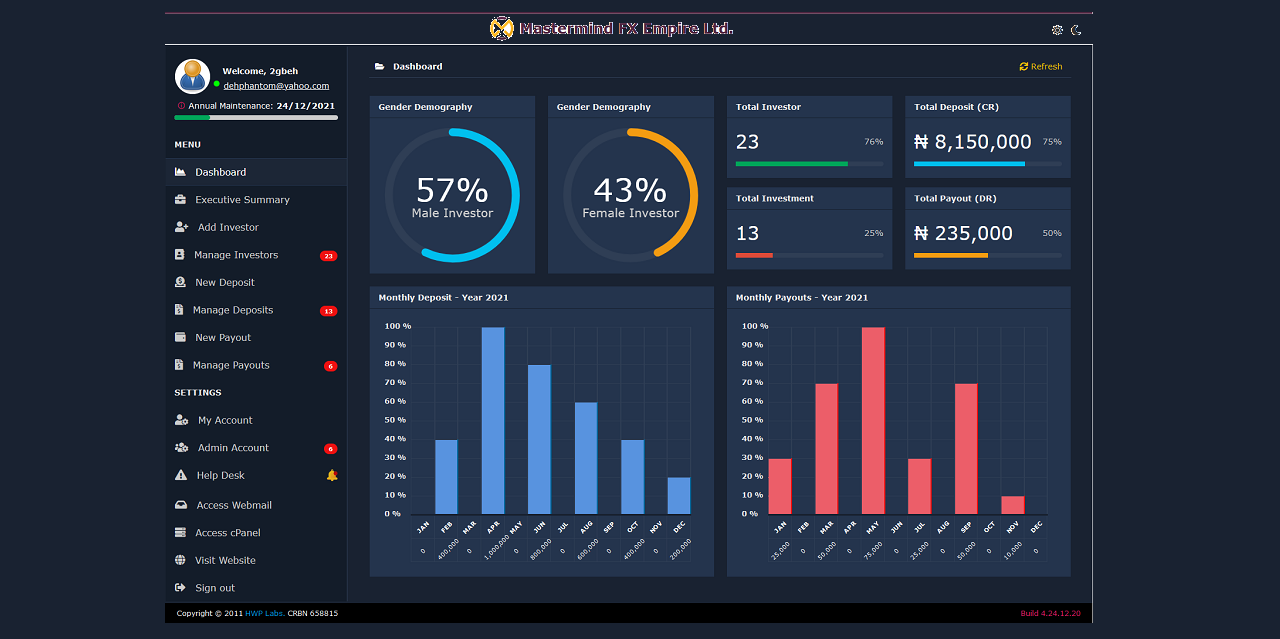 Mastermind FX Empire Ltd.
Welcome, 2gbeh
dehphantom@yahoo.com
Annual Maintenance: 24/12/2021
MENU
Dashboard
Executive Summary
Add Investor
Manage Investors 23
New Deposit
Manage Deposits 13
New Payout
Manage Payouts 6
SETTINGS
My Account
Admin Account 6
Help Desk
Access Webmail
Access cPanel
Visit Website
Sign out
Dashboard
Refresh
Gender Demography
57%
Male Investor
Gender Demography
43%
Female Investor
Total Investor
23 76%
Total Deposit (CR)
₦ 8,150,000 75%
Total Investment
13 25%
Total Payout (DR)
₦ 235,000 50%
Monthly Deposit - Year 2021
100 %
90 %
80 %
70 %
60 %
50 %
40 %
30 %
20 %
10 %
0 %
JAN FEB MAR APR MAY JUN JUL AUG SEP OCT NOV DEC
0 400,000 0 1,000,000 0 800,000 0 600,000 0 400,000 0 200,000
Monthly Payouts - Year 2021
100 %
90 %
80 %
70 %
60 %
50 %
40 %
30 %
20 %
10 %
0 %
JAN FEB MAR APR MAY JUN JUL AUG SEP OCT NOV DEC
25,000 0 50,000 0 75,000 0 25,000 0 50,000 0 10,000 0
Copyright © 2011 HWP Labs. CRBN 658815
Build 4.24.12.20